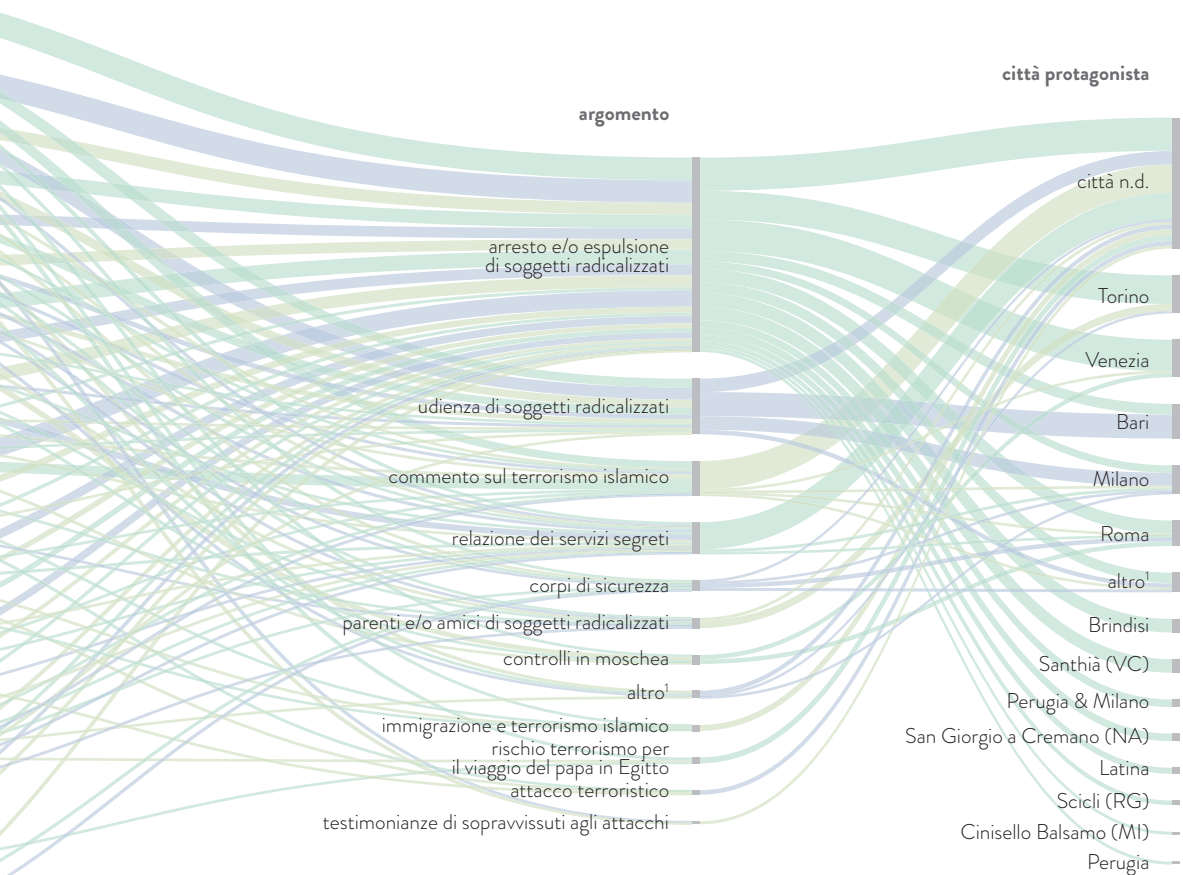 argomento
arresto e/o espulsione
di soggetti radicalizzati
udienza di soggetti radicalizzati
commento sul terrorismo islamico
relazione dei servizi segreti
corpi di sicurezza
parenti e/o amici di soggetti radicalizzati
controlli in moschea
altro¹
immigrazione e terrorismo islamico
rischio terrorismo per
il viaggio del papa in Egitto
attacco terroristico
testimonianze di sopravvissuti agli attacchi
città protagonista
città n.d.
Torino
Venezia
Bari
Milano
Roma
altro¹
Brindisi
Santhià (VC)
Perugia & Milano
San Giorgio a Cremano (NA)
Latina
Scicli (RG)
Cinisello Balsamo (MI)
Perugia